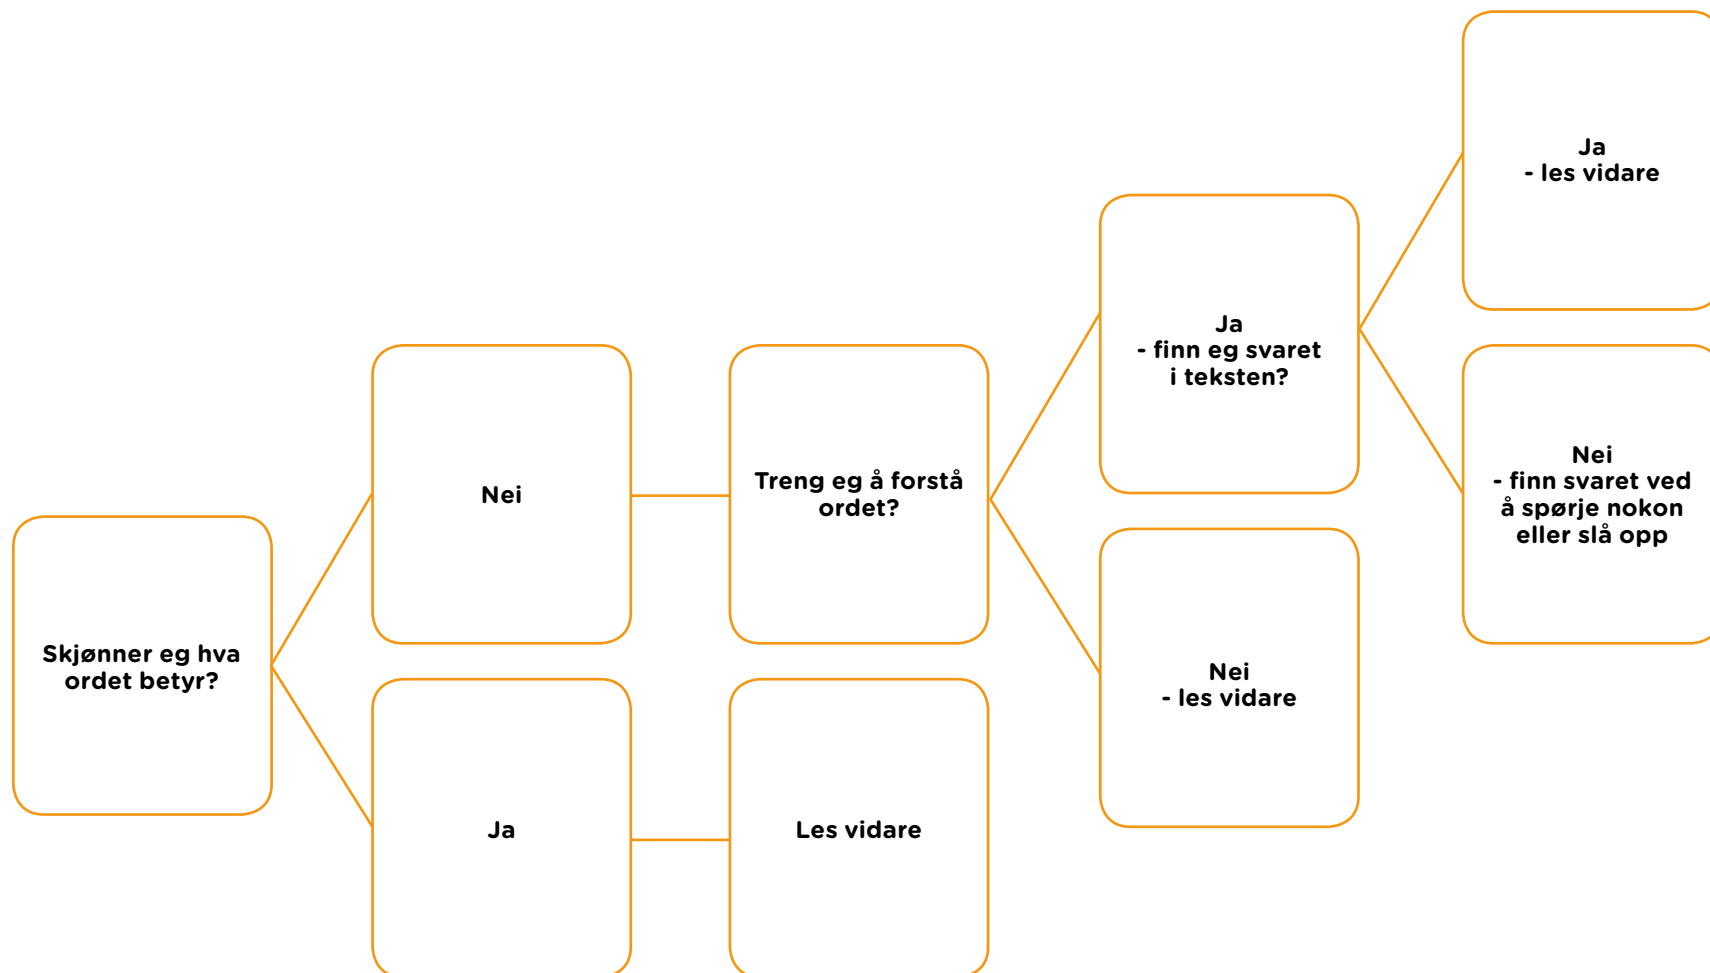 Skjønner eg hva
ordet betyr?
Nei
Treng eg å forstå
ordet?
Ja
- finn eg svaret
i teksten?
Ja
- les vidare
Nei
- finn svaret ved
å spørje nokon
eller slå opp
Nei
- les vidare
Ja
Les vidare